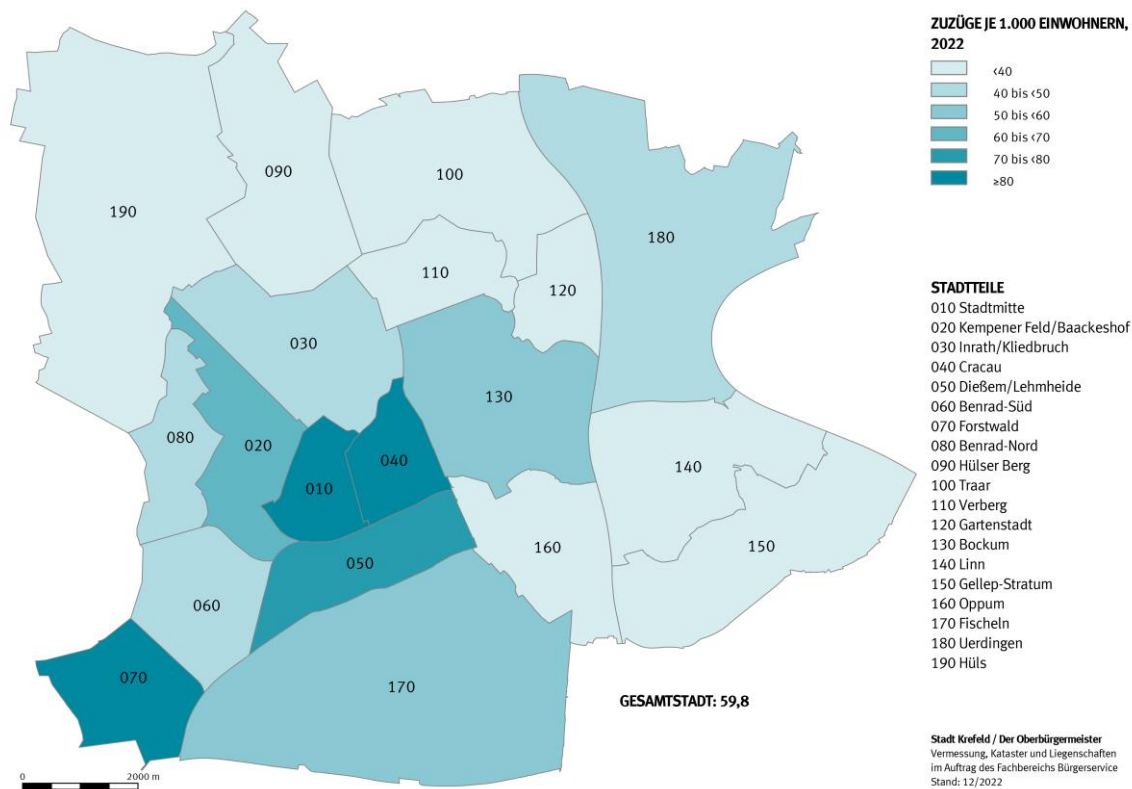 ZUZÜGE JE 1.000 EINWOHNERN,
2022
<40
40 bis <50
50 bis <60
60 bis <70
70 bis <80
≥80
090
100
190
180
110
120
030
130
080
020
040
010
140
160
150
050
060
070
170
STADTTEILE
010 Stadtmitte
020 Kempener Feld/Baackeshof
030 Inrath/Kliedbruch
040 Cracau
050 Dießem/Lehmheide
060 Benrad-Süd
070 Forstwald
080 Benrad-Nord
090 Hülser Berg
100 Traar
110 Verberg
120 Gartenstadt
130 Bockum
140 Linn
150 Gellep-Stratum
160 Oppum
170 Fischeln
180 Uerdingen
190 Hüls
GESAMTSTADT: 59,8
Stadt Krefeld / Der Oberbürgermeister
Vermessung, Kataster und Liegenschaften
im Auftrag des Fachbereichs Bürgerservice
Stand: 12/2022
0 2000 m